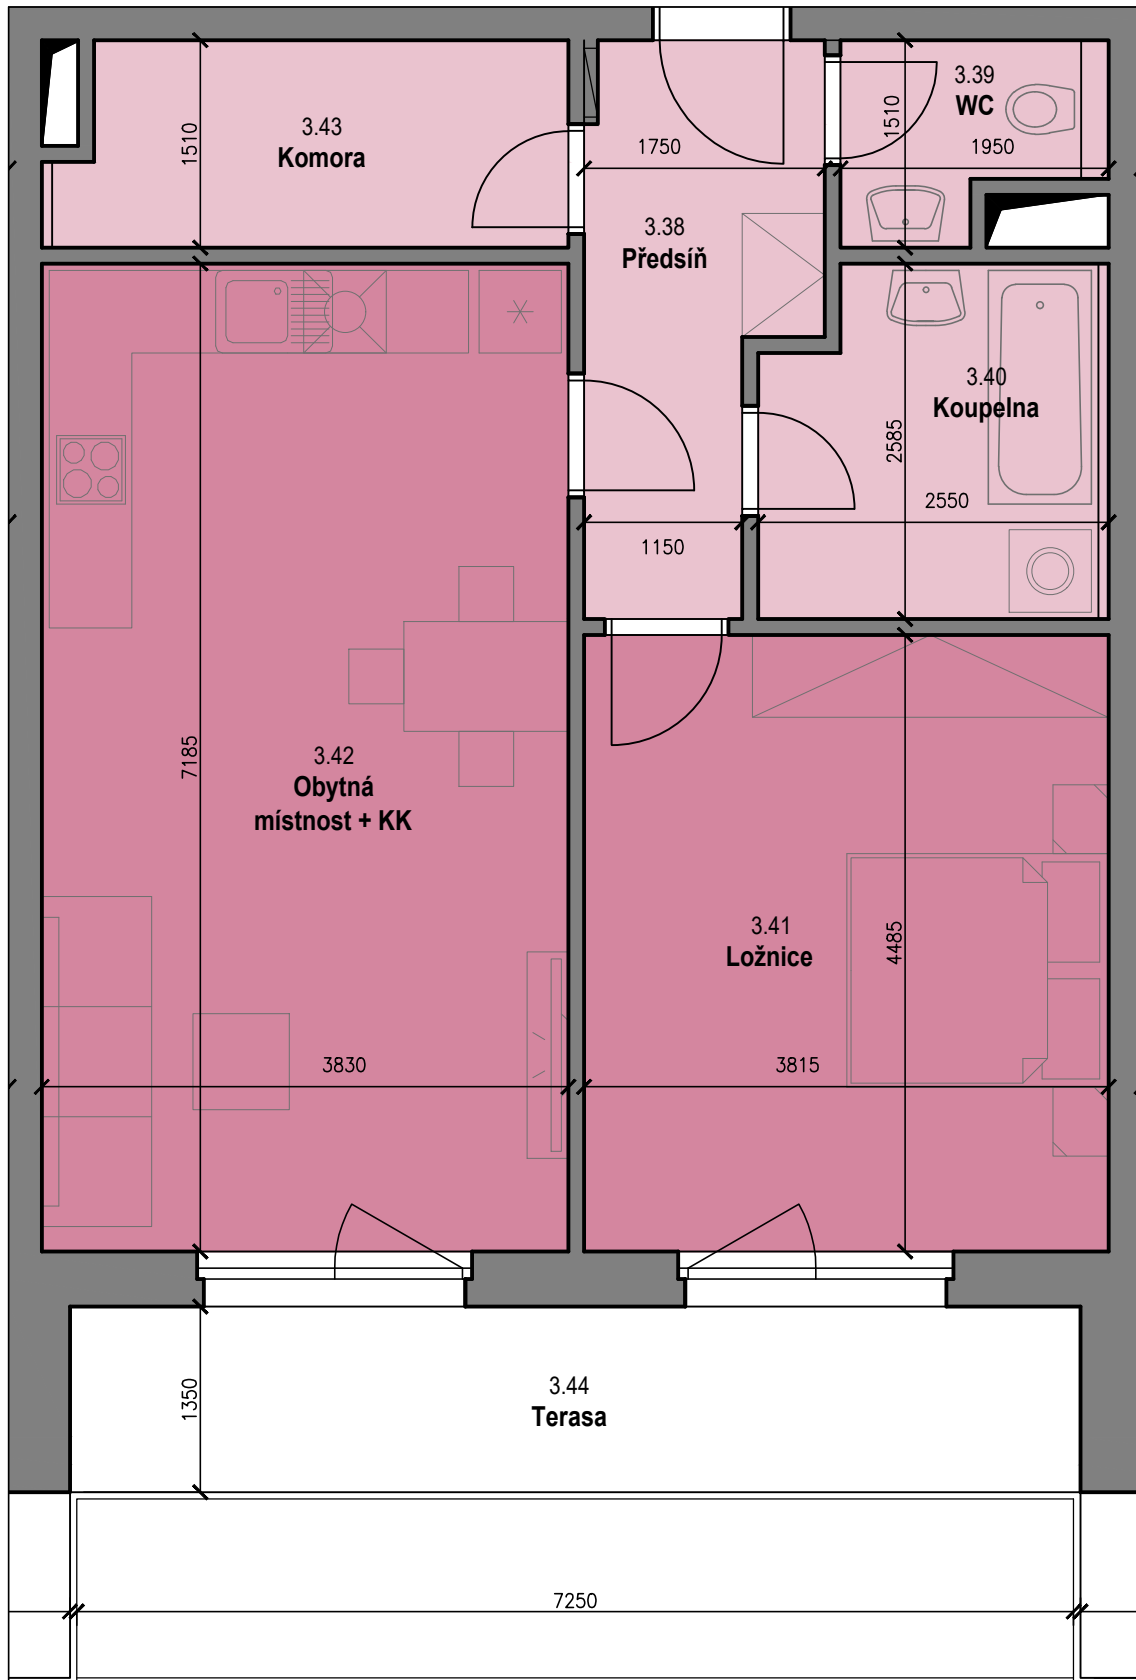 3.39
WC
1510
1950
3.43
Komora
1510
1750
3.38
Předsíň
3.40
Koupelna
2585
2550
1150
3.42
Obytná
místnost + KK
7185
3830
3.41
Ložnice
4485
3815
3.44
Terasa
1350
7250